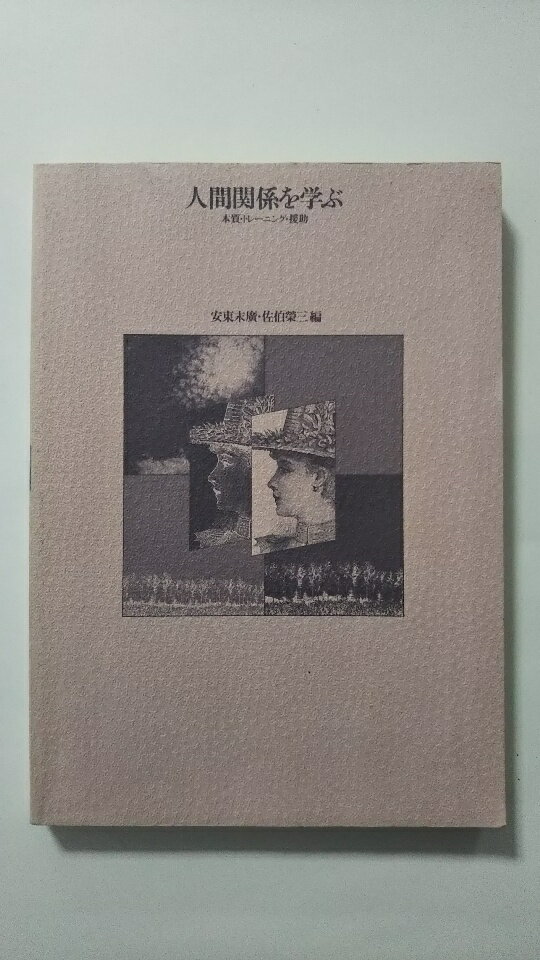 人間関係を学ぶ
本質・トレーニング・援助
安東末廣・佐伯榮三編